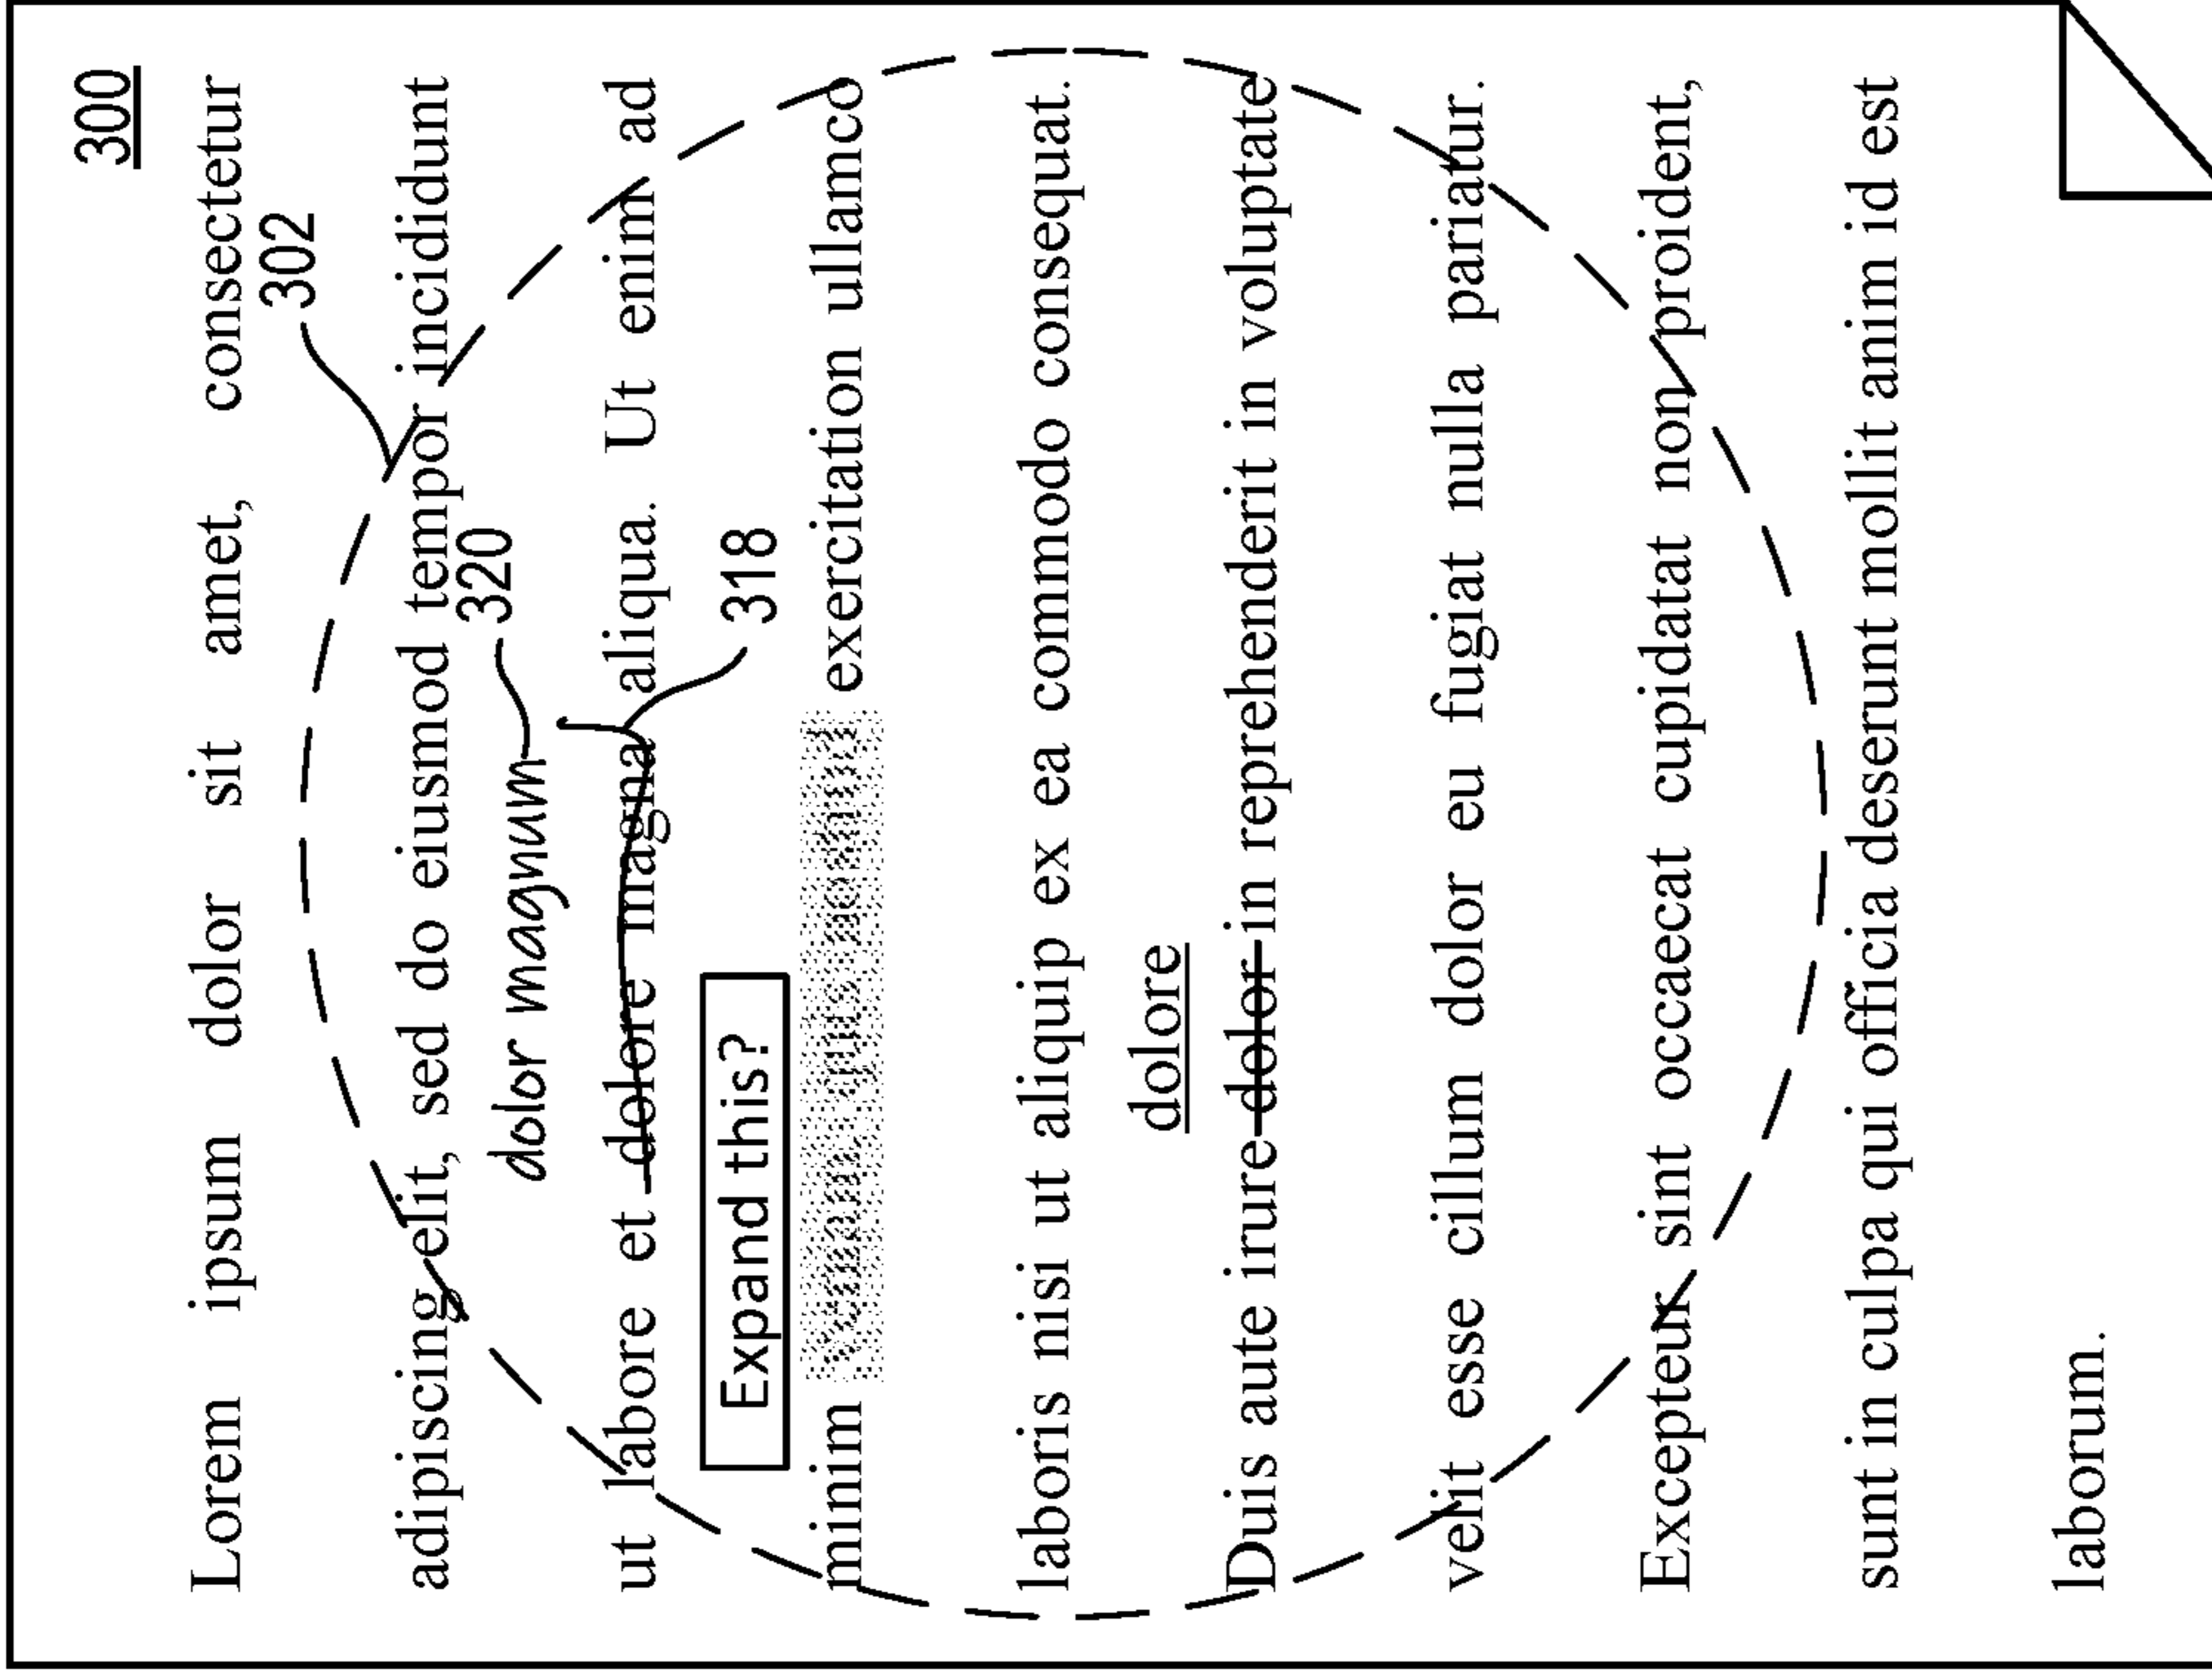 300
Lorem ipsum dolor sit amet, consectetur
302
adipiscing elit, sed do eiusmod tempor incididunt
320
dolor magnum
ut labore et dolore magna aliqua. Ut enim ad
318
Expand this?
minim exercitation ullamco
laboris nisi ut aliquip ex ea commodo consequat.
dolore
Duis aute irure dolor in reprehenderit in voluptate
velit esse cillum dolor eu fugiat nulla pariatur.
Excepteur sint occaecat cupidatat non proident,
sunt in culpa qui officia deserunt mollit anim id est
laborum.